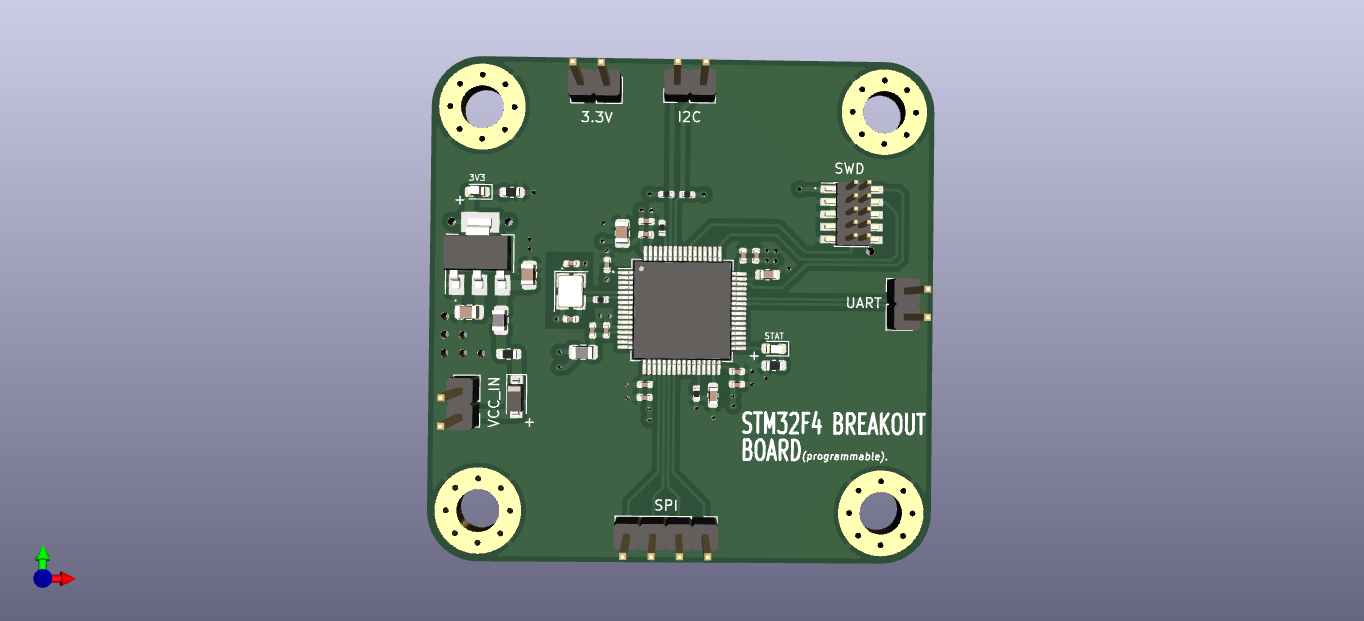 3.3V
I2C
SWD
3V3
+
UART
STAT
+
VCC_IN
+
STM32F4 BREAKOUT
BOARD(programmable).
SPI